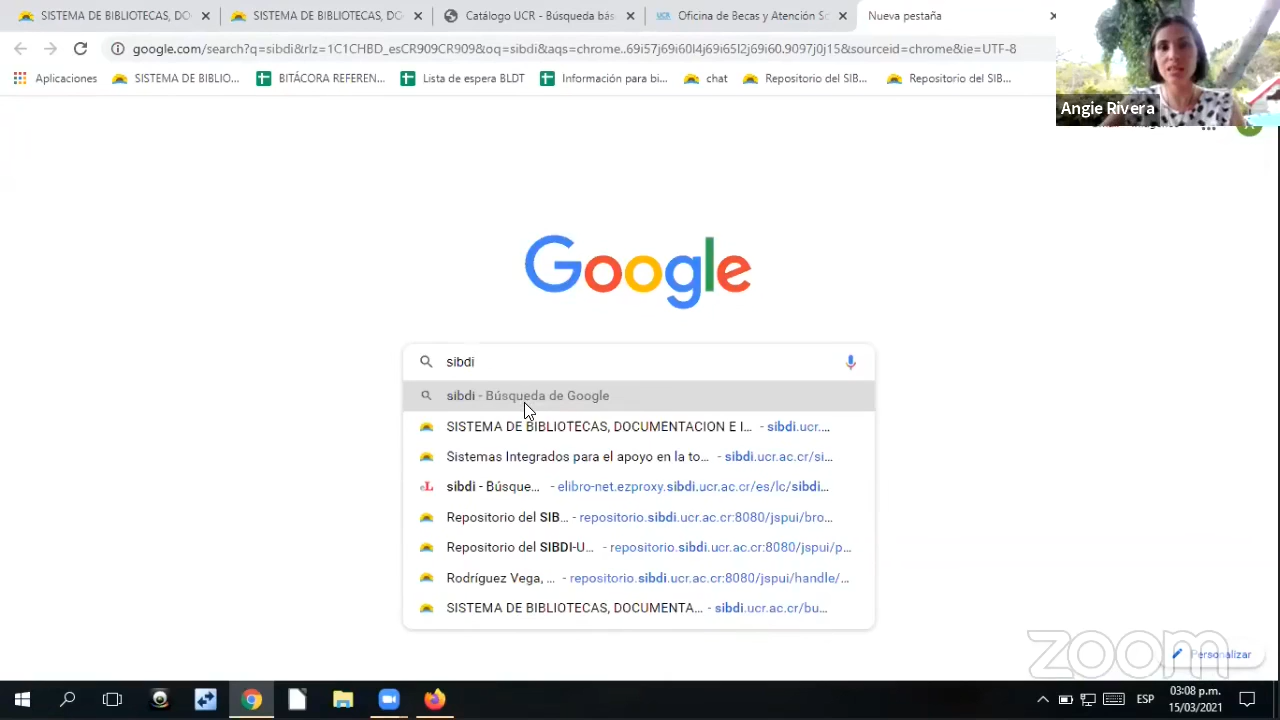 SISTEMA DE BIBLIOTECAS, DO
SISTEMA DE BIBLIOTECAS, DO
Catálogo UCR - Búsqueda bás
UCR Oficina de Becas y Atención So
Nueva pestaña
google.com/search?q=sibdi&rlz=1C1CHBD_esCR909CR909&oq=sibdi&aqs=chrome..69i57j69i60l4j69i65l2j69i60.9097j0j15&sourceid=chrome&ie=UTF-8
Aplicaciones
SISTEMA DE BIBLIO...
BITÁCORA REFEREN...
Lista de espera BLDT
Información para bi...
chat
Repositorio del SIB...
Repositorio del SIB...
Angie Rivera
Google
sibdi
sibdi - Búsqueda de Google
SISTEMA DE BIBLIOTECAS, DOCUMENTACION E I... - sibdi.ucr....
Sistemas Integrados para el apoyo en la to... - sibdi.ucr.ac.cr/si...
eL sibdi - Búsque... - elibro-net.ezproxy.sibdi.ucr.ac.cr/es/lc/sibdi...
Repositorio del SIB... - repositorio.sibdi.ucr.ac.cr:8080/jspui/bro...
Repositorio del SIBDI-U... - repositorio.sibdi.ucr.ac.cr:8080/jspui/p...
Rodríguez Vega, ... - repositorio.sibdi.ucr.ac.cr:8080/jspui/handle/...
SISTEMA DE BIBLIOTECAS, DOCUMENTA... - sibdi.ucr.ac.cr/bu...
zoom
Personalizar
ESP
03:08 p.m.
15/03/2021